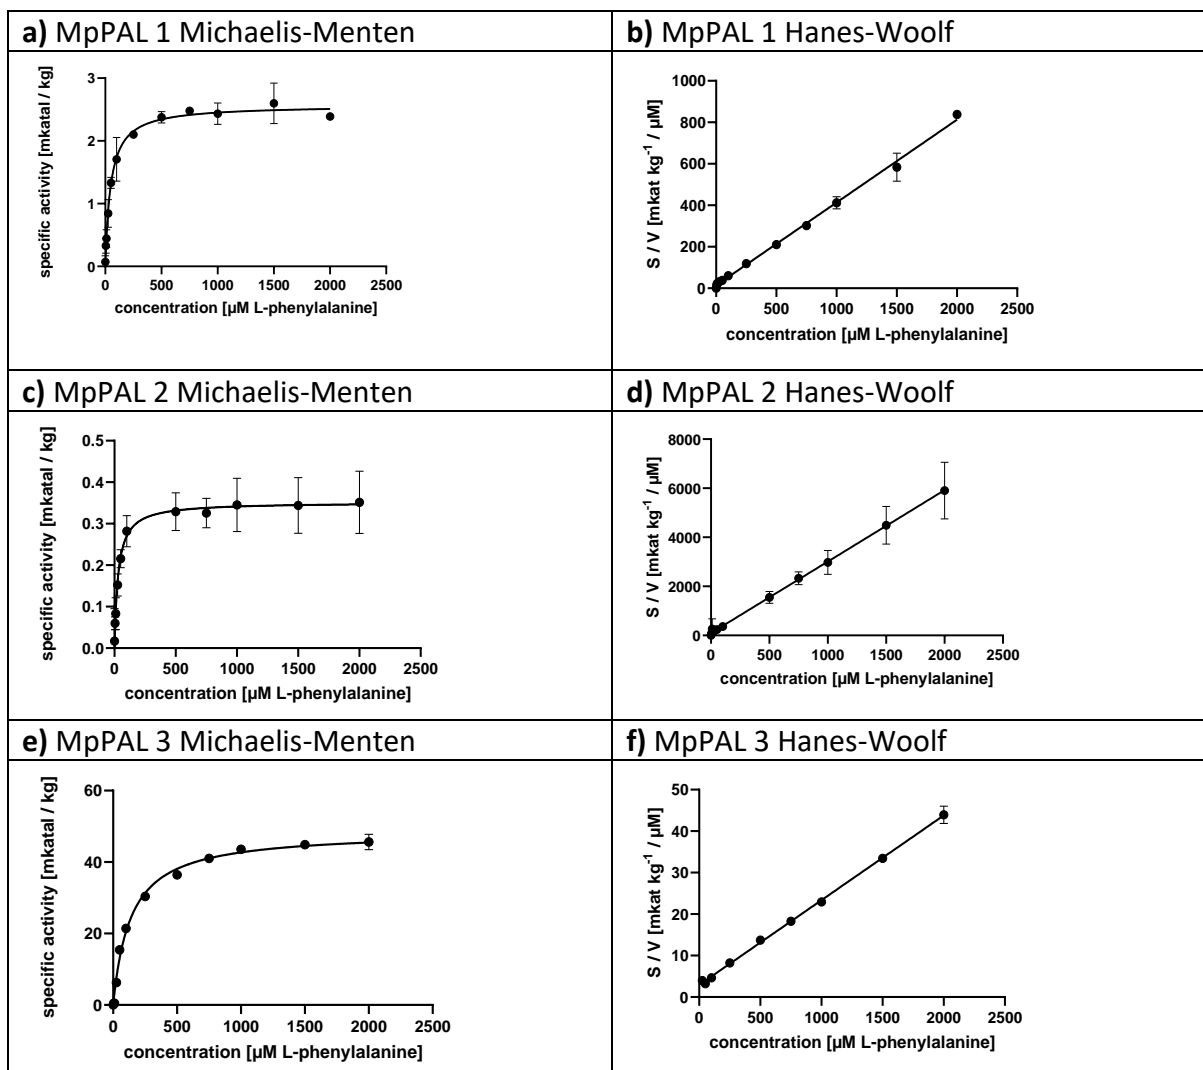 a) MpPAL 1 Michaelis-Menten
b) MpPAL 1 Hanes-Woolf
specific activity [mkatal / kg]
3
2
1
0
0 500 1000 1500 2000 2500
concentration [µM L-phenylalanine]
S / V [mkat kg⁻¹ / µM]
1000
800
600
400
200
0
0 500 1000 1500 2000 2500
concentration [µM L-phenylalanine]
c) MpPAL 2 Michaelis-Menten
d) MpPAL 2 Hanes-Woolf
specific activity [mkatal / kg]
0.5
0.4
0.3
0.2
0.1
0.0
0 500 1000 1500 2000 2500
concentration [µM L-phenylalanine]
S / V [mkat kg⁻¹ / µM]
8000
6000
4000
2000
0
0 500 1000 1500 2000 2500
concentration [µM L-phenylalanine]
e) MpPAL 3 Michaelis-Menten
f) MpPAL 3 Hanes-Woolf
specific activity [mkatal / kg]
60
40
20
0
0 500 1000 1500 2000 2500
concentration [µM L-phenylalanine]
S / V [mkat kg⁻¹ / µM]
50
40
30
20
10
0
0 500 1000 1500 2000 2500
concentration [µM L-phenylalanine]